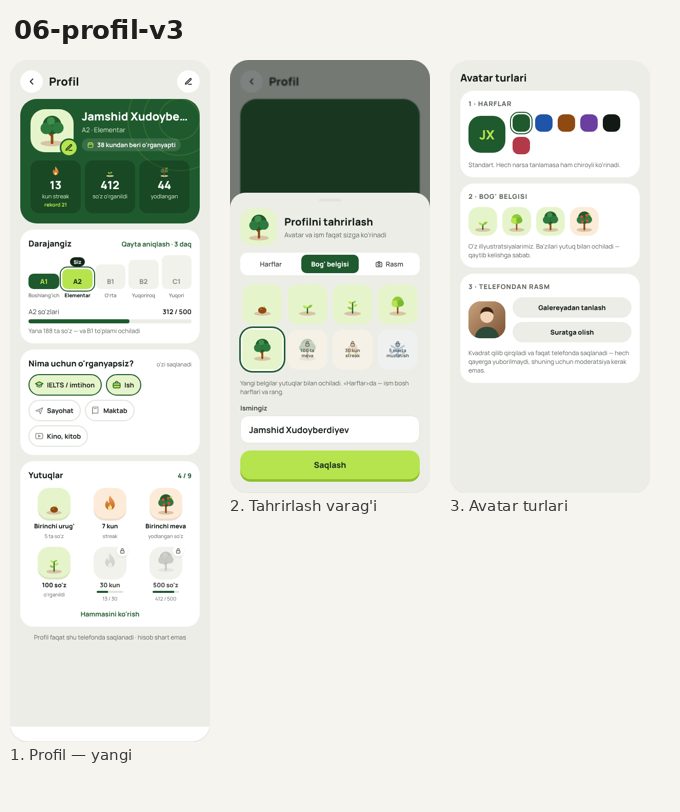 06-profil-v3
Profil
Jamshid Xudoybe...
A2 · Elementar
38 kundan beri o'rganyapti
13
412
44
kun streak
so'z o'rganildi
yodlangan
rekord 21
Darajangiz
Qayta aniqlash · 3 daq
Siz
A1
A2
B1
B2
C1
Boshlang'ich
Elementar
O'rta
Yuqoriroq
Yuqori
A2 so'zlari
312 / 500
Yana 188 ta so'z — va B1 to'plami ochiladi
Nima uchun o'rganyapsiz?
o'zi saqlanadi
IELTS / imtihon
Ish
Sayohat
Maktab
Kino, kitob
Yutuqlar
4 / 9
Birinchi urug'
7 kun
Birinchi meva
5 ta so'z
streak
yodlangan so'z
100 so'z
30 kun
500 so'z
o'rganildi
13 / 30
412 / 500
Hammasini ko'rish
Profil faqat shu telefonda saqlanadi · hisob shart emas
1. Profil — yangi
Profil
Profilni tahrirlash
Avatar va ism faqat sizga ko'rinadi
Harflar
Bog' belgisi
Rasm
100 ta
meva
30 kun
streak
Yangi belgilar yutuqlar bilan ochiladi. «Harflar»da — ism bosh
harflari va rang.
Ismingiz
Jamshid Xudoyberdiyev
Saqlash
2. Tahrirlash varag'i
Avatar turlari
1 · HARFLAR
JX
Standart. Hech narsa tanlamasa ham chiroyli ko'rinadi.
2 · BOG' BELGISI
O'z illyustratsiyalarimiz. Ba'zilari yutuq bilan ochiladi —
qaytib kelishga sabab.
3 · TELEFONDAN RASM
Galereyadan tanlash
Suratga olish
Kvadrat qilib qirqiladi va faqat telefonda saqlanadi — hech
qayerga yuborilmaydi, shuning uchun moderatsiya kerak
emas.
3. Avatar turlari